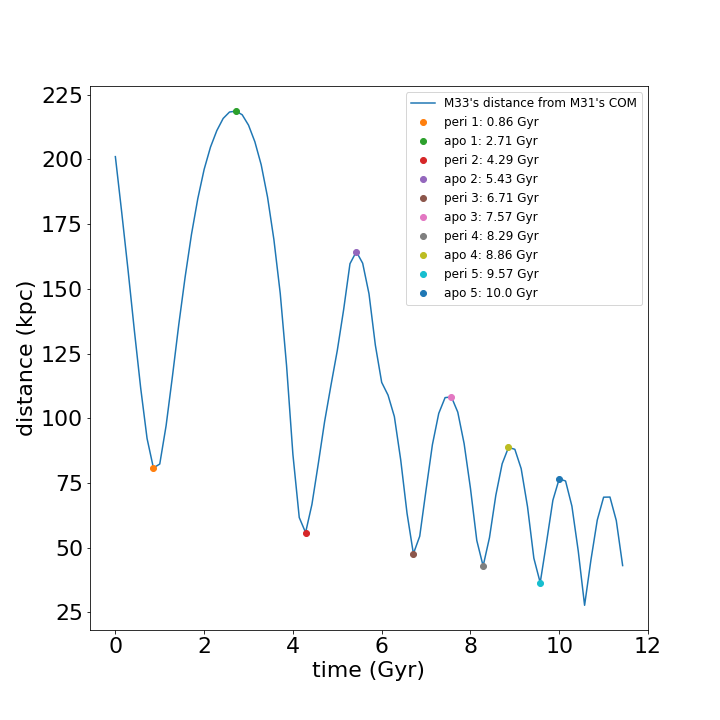 225
200
175
150
125
100
75
50
25
distance (kpc)
0 2 4 6 8 10 12
time (Gyr)
M33's distance from M31's COM
peri 1: 0.86 Gyr
apo 1: 2.71 Gyr
peri 2: 4.29 Gyr
apo 2: 5.43 Gyr
peri 3: 6.71 Gyr
apo 3: 7.57 Gyr
peri 4: 8.29 Gyr
apo 4: 8.86 Gyr
peri 5: 9.57 Gyr
apo 5: 10.0 Gyr